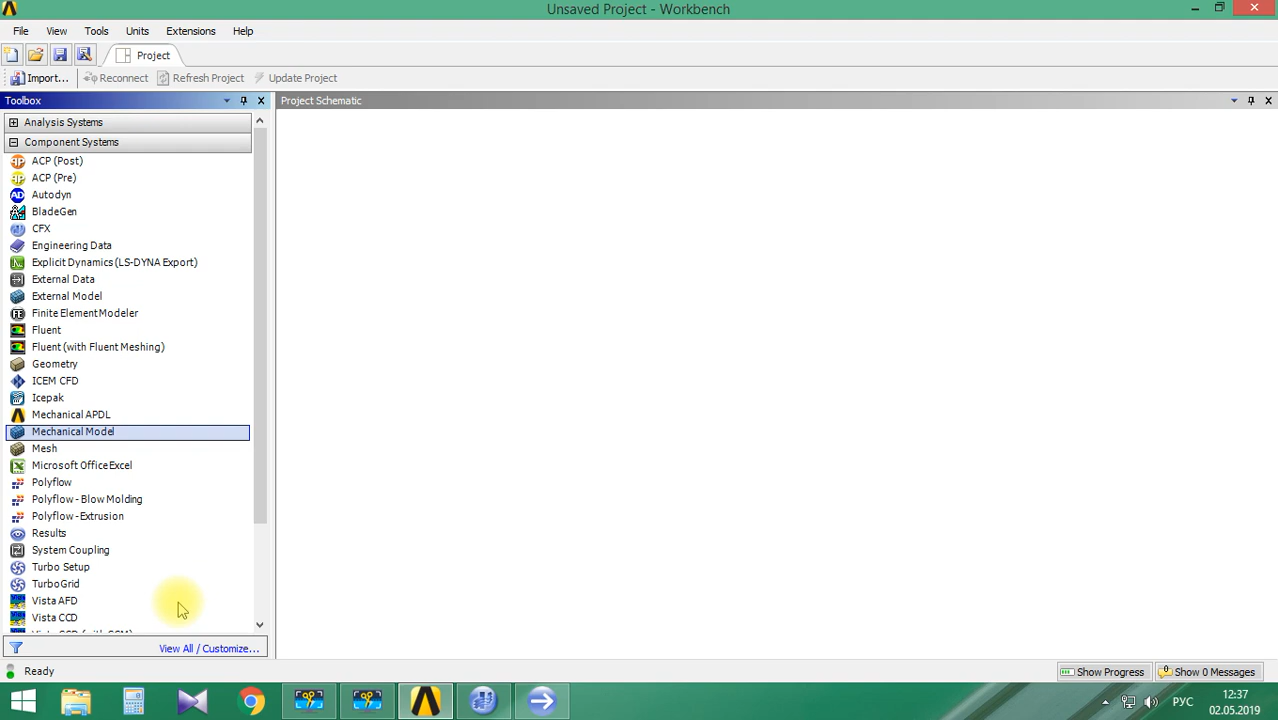 Unsaved Project - Workbench
File View Tools Units Extensions Help
Project
Import... Reconnect Refresh Project Update Project
Toolbox
Project Schematic
Analysis Systems
Component Systems
ACP (Post)
ACP (Pre)
Autodyn
BladeGen
CFX
Engineering Data
Explicit Dynamics (LS-DYNA Export)
External Data
External Model
Finite Element Modeler
Fluent
Fluent (with Fluent Meshing)
Geometry
ICEM CFD
Icepak
Mechanical APDL
Mechanical Model
Mesh
Microsoft Office Excel
Polyflow
Polyflow - Blow Molding
Polyflow - Extrusion
Results
System Coupling
Turbo Setup
TurboGrid
Vista AFD
Vista CCD
View All / Customize...
Ready
Show Progress Show 0 Messages
РУС
12:37
02.05.2019